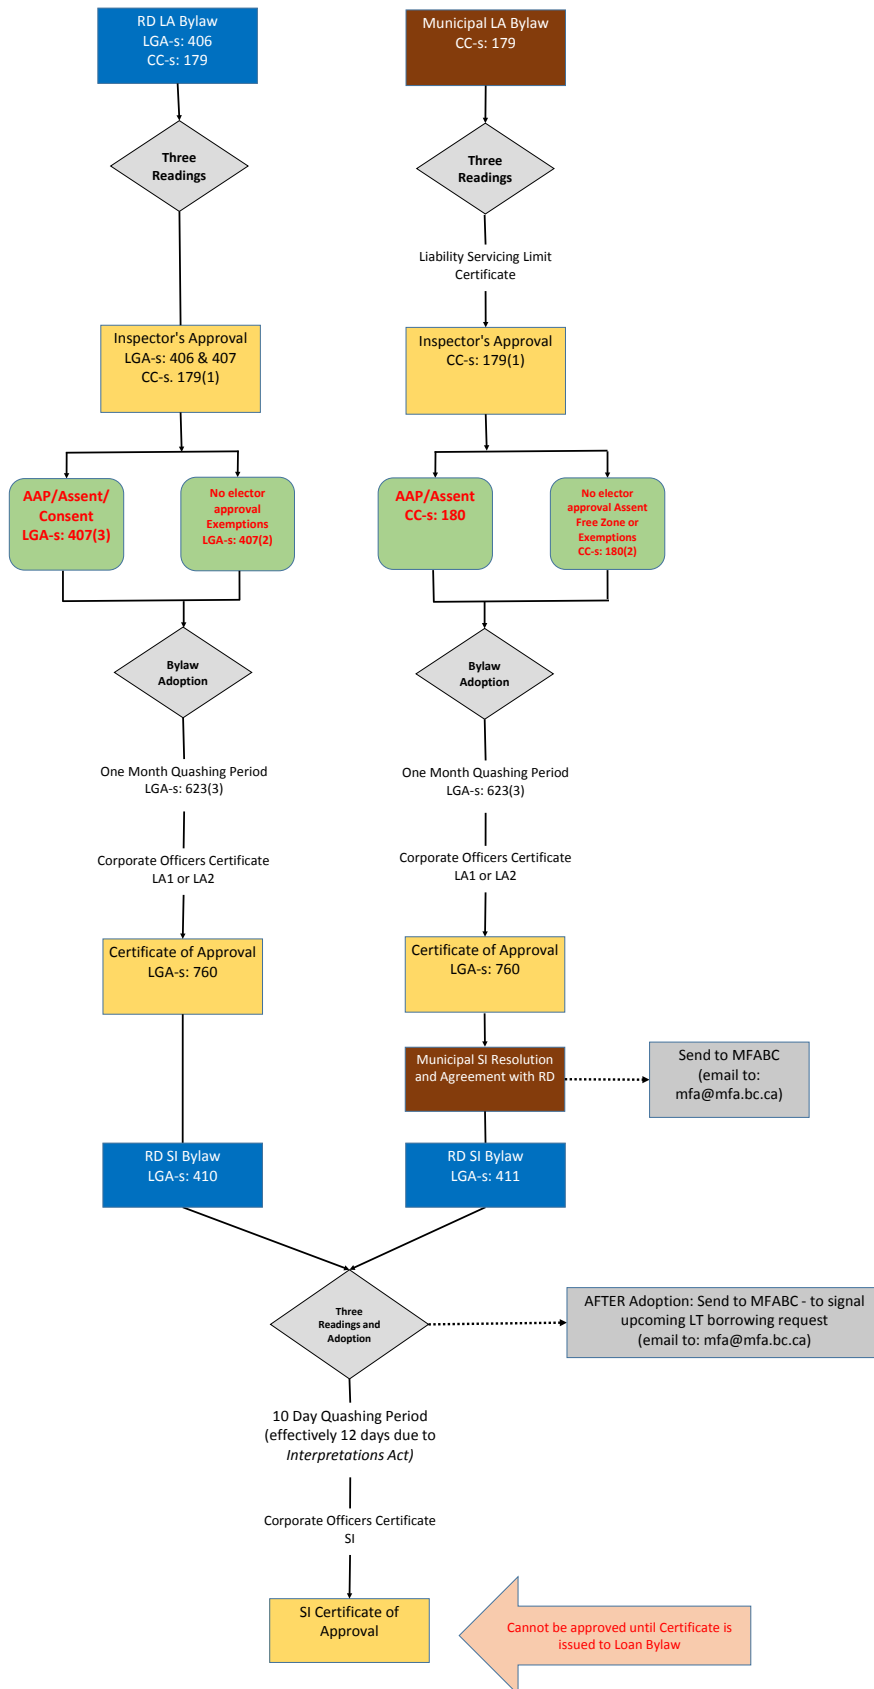 RD LA Bylaw
LGA-s: 406
CC-s: 179
Municipal LA Bylaw
CC-s: 179
Three
Readings
Three
Readings
Liability Servicing Limit
Certificate
Inspector's Approval
LGA-s: 406 & 407
CC-s. 179(1)
Inspector's Approval
CC-s: 179(1)
AAP/Assent/
Consent
LGA-s: 407(3)
No elector
approval
Exemptions
LGA-s: 407(2)
AAP/Assent
CC-s: 180
No elector
approval Assent
Free Zone or
Exemptions
CC-s: 180(2)
Bylaw
Adoption
Bylaw
Adoption
One Month Quashing Period
LGA-s: 623(3)
One Month Quashing Period
LGA-s: 623(3)
Corporate Officers Certificate
LA1 or LA2
Corporate Officers Certificate
LA1 or LA2
Certificate of Approval
LGA-s: 760
Certificate of Approval
LGA-s: 760
Municipal SI Resolution
and Agreement with RD
Send to MFABC
(email to:
mfa@mfa.bc.ca)
RD SI Bylaw
LGA-s: 410
RD SI Bylaw
LGA-s: 411
Three
Readings and
Adoption
AFTER Adoption: Send to MFABC - to signal
upcoming LT borrowing request
(email to: mfa@mfa.bc.ca)
10 Day Quashing Period
(effectively 12 days due to
Interpretations Act)
Corporate Officers Certificate
SI
SI Certificate of
Approval
Cannot be approved until Certificate is
issued to Loan Bylaw